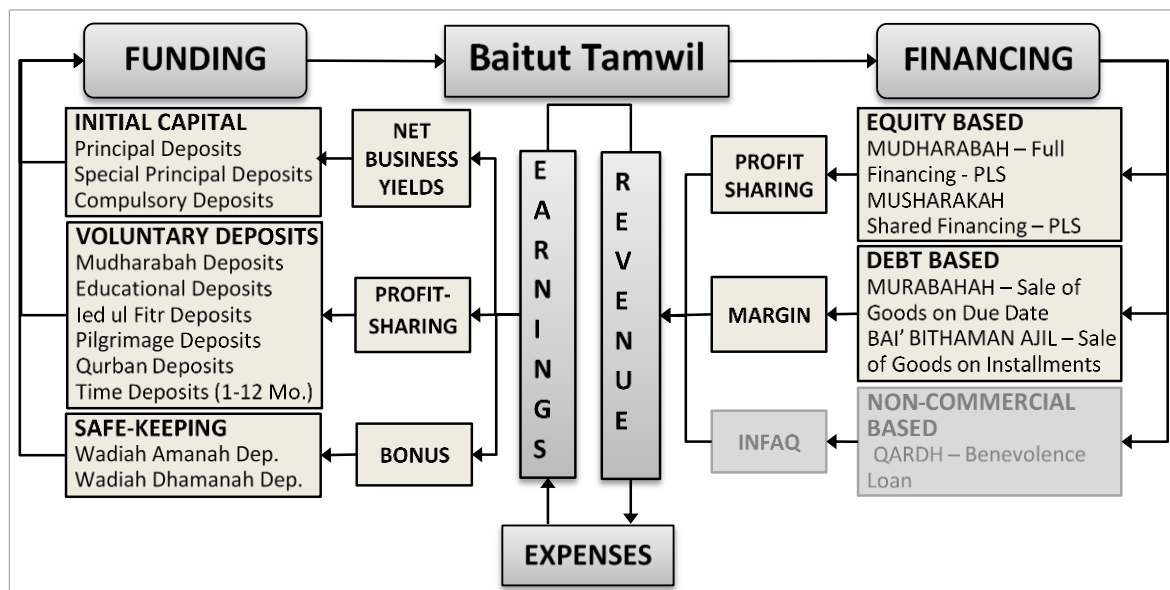 FUNDING
Baitut Tamwil
FINANCING
INITIAL CAPITAL
Principal Deposits
Special Principal Deposits
Compulsory Deposits
VOLUNTARY DEPOSITS
Mudharabah Deposits
Educational Deposits
Ied ul Fitr Deposits
Pilgrimage Deposits
Qurban Deposits
Time Deposits (1-12 Mo.)
SAFE-KEEPING
Wadiah Amanah Dep.
Wadiah Dhamanah Dep.
NET
BUSINESS
YIELDS
PROFIT-
SHARING
BONUS
EARNINGS
REVENUE
EXPENSES
PROFIT
SHARING
MARGIN
INFAQ
EQUITY BASED
MUDHARABAH – Full
Financing - PLS
MUSHARAKAH
Shared Financing – PLS
DEBT BASED
MURABAHAH – Sale of
Goods on Due Date
BAI’ BITHAMAN AJIL – Sale
of Goods on Installments
NON-COMMERCIAL
BASED
QARDH – Benevolence
Loan